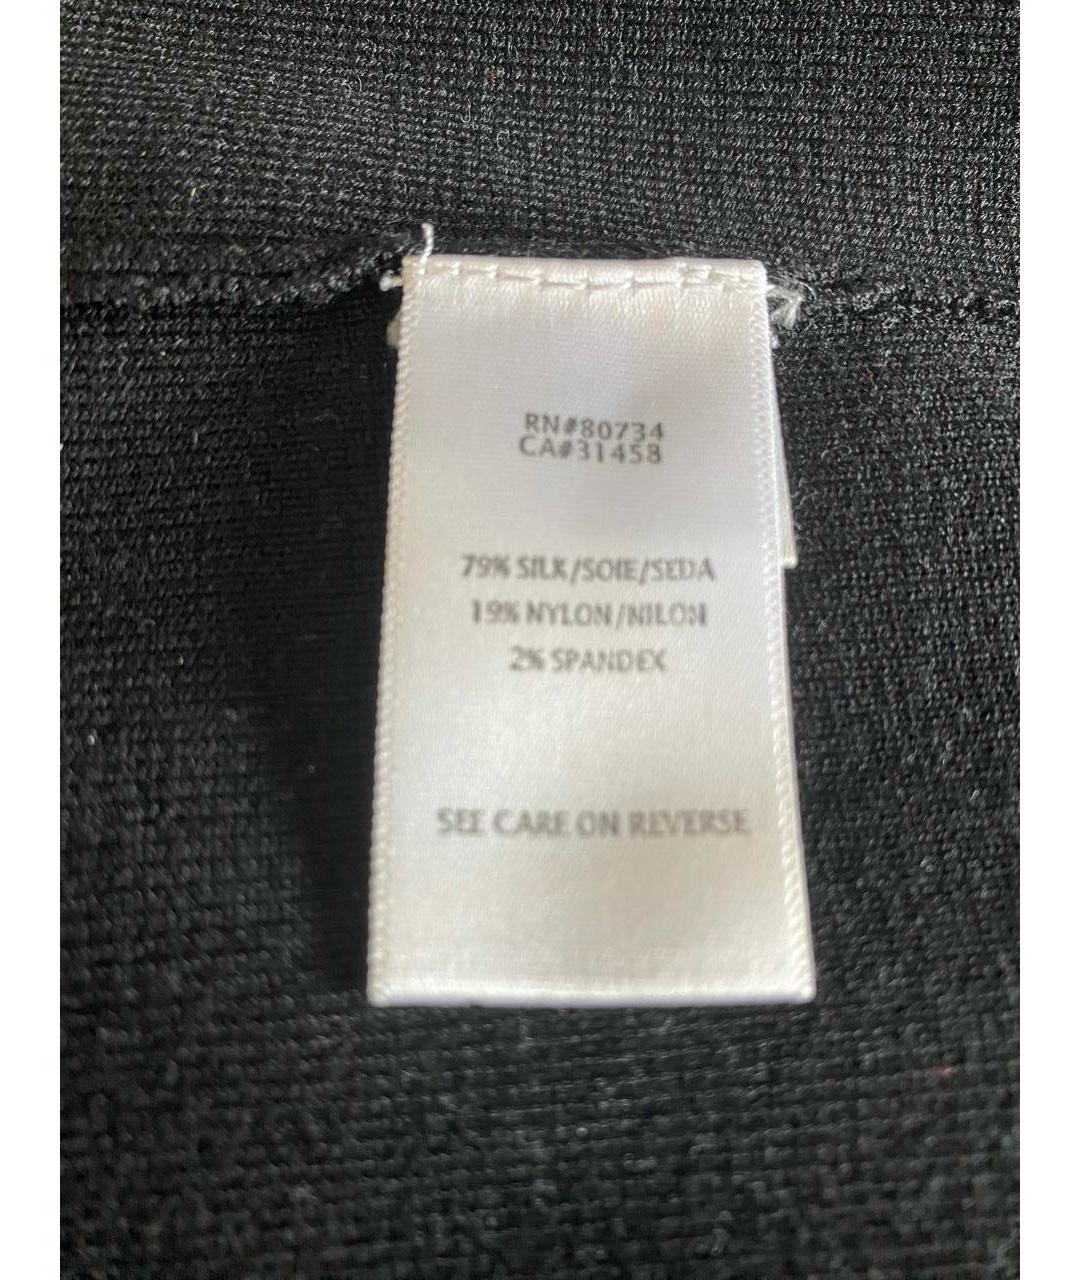 RN#80734
CA#31458
79% SILK/SOIE/SEDA
19% NYLON/NILON
2% SPANDEX
SEE CARE ON REVERSE